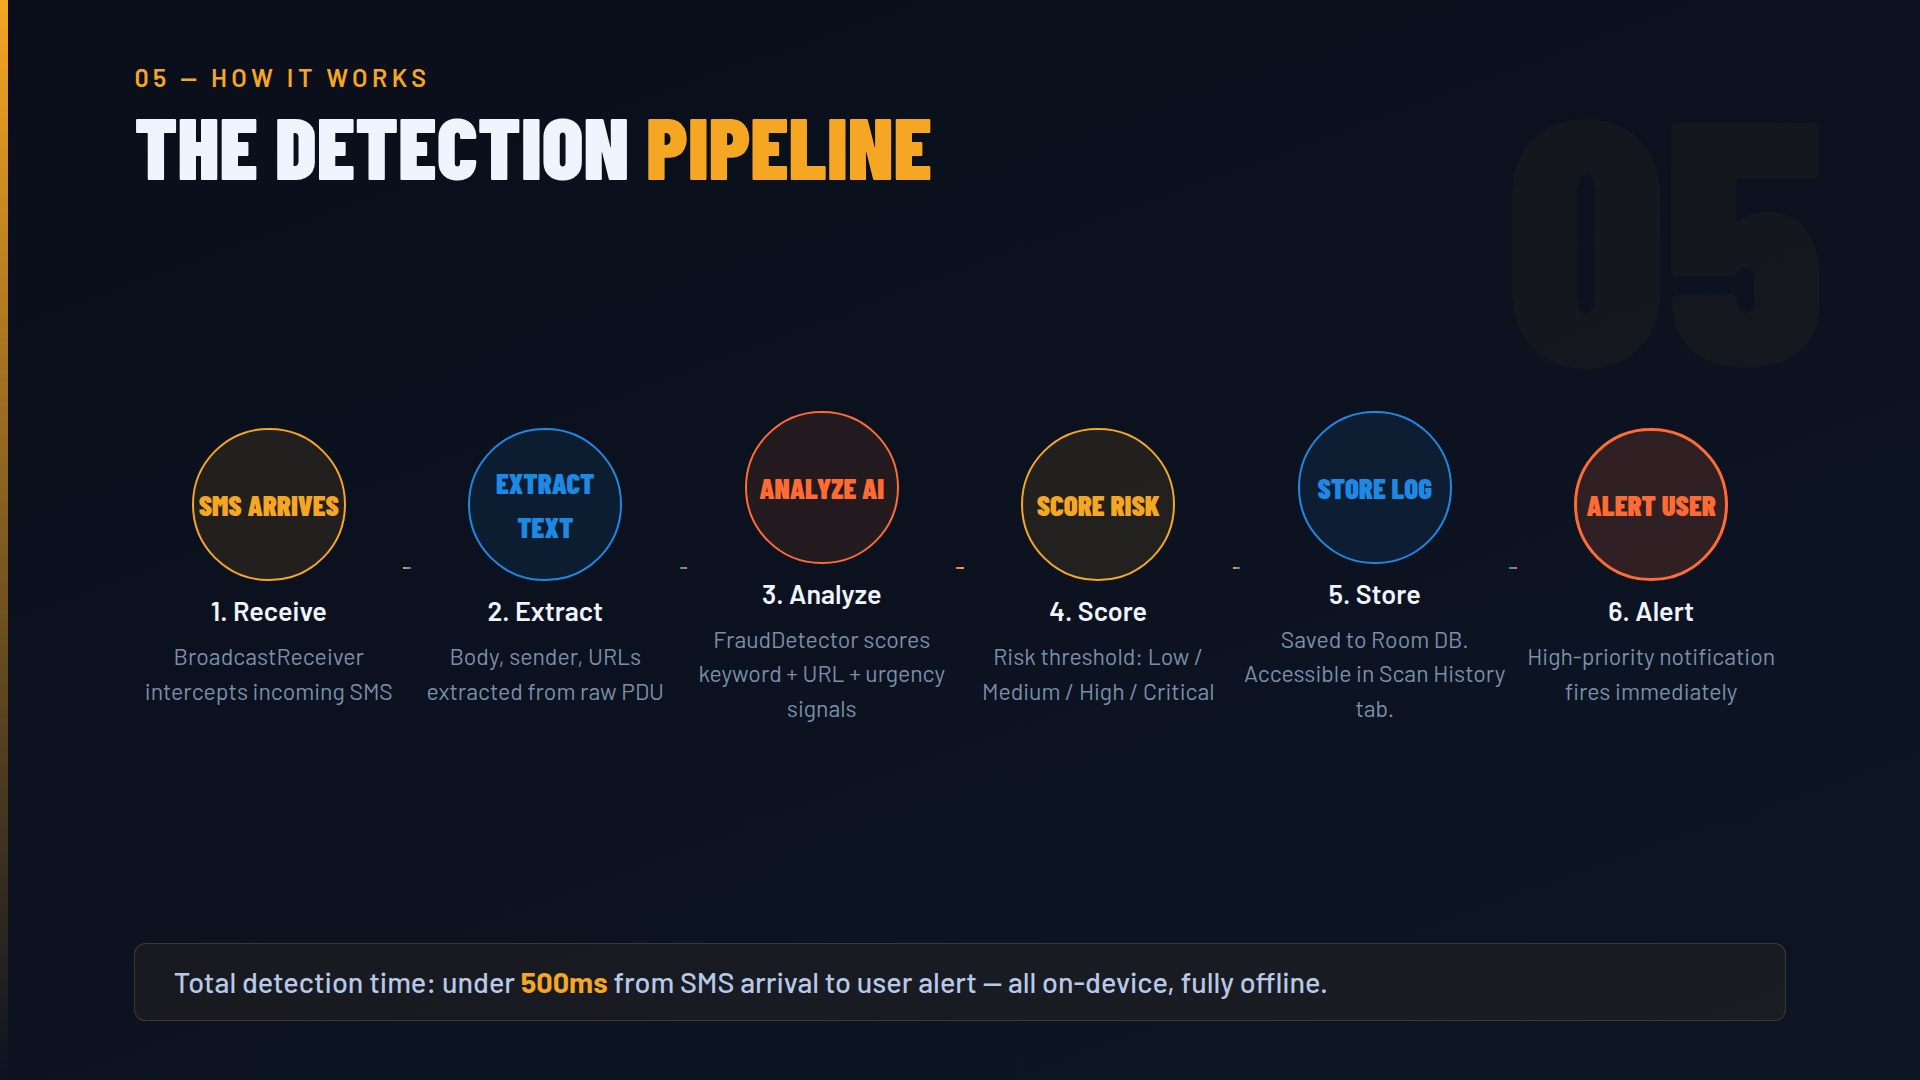 05 — HOW IT WORKS
THE DETECTION PIPELINE
05
SMS ARRIVES
1. Receive
BroadcastReceiver
intercepts incoming SMS
EXTRACT
TEXT
2. Extract
Body, sender, URLs
extracted from raw PDU
ANALYZE AI
3. Analyze
FraudDetector scores
keyword + URL + urgency
signals
SCORE RISK
4. Score
Risk threshold: Low /
Medium / High / Critical
STORE LOG
5. Store
Saved to Room DB.
Accessible in Scan History
tab.
ALERT USER
6. Alert
High-priority notification
fires immediately
Total detection time: under 500ms from SMS arrival to user alert — all on-device, fully offline.